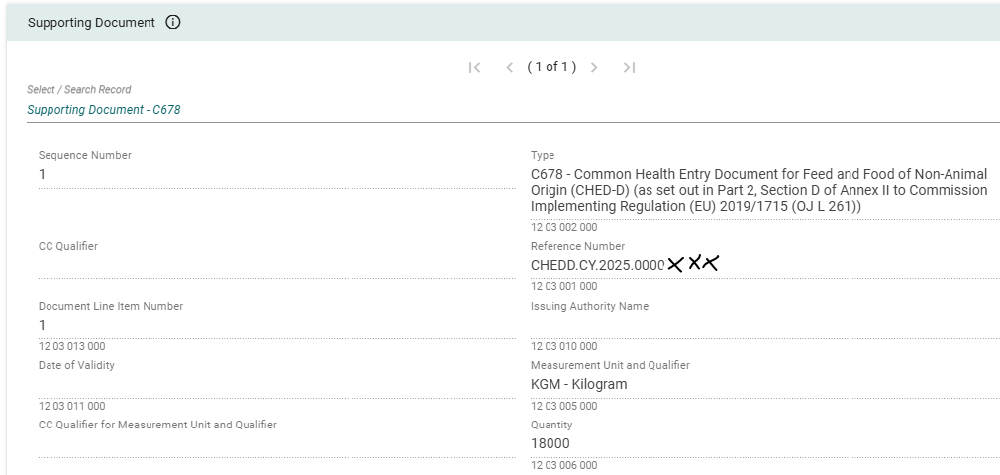 Supporting Document
( 1 of 1 )
Select / Search Record
Supporting Document - C678
Sequence Number
1
Type
C678 - Common Health Entry Document for Feed and Food of Non-Animal
Origin (CHED-D) (as set out in Part 2, Section D of Annex II to Commission
Implementing Regulation (EU) 2019/1715 (OJ L 261))
12 03 002 000
CC Qualifier
Reference Number
CHEDD.CY.2025.0000XXX
12 03 001 000
Document Line Item Number
1
12 03 013 000
Issuing Authority Name
12 03 010 000
Date of Validity
12 03 011 000
Measurement Unit and Qualifier
KGM - Kilogram
12 03 005 000
CC Qualifier for Measurement Unit and Qualifier
Quantity
18000
12 03 006 000